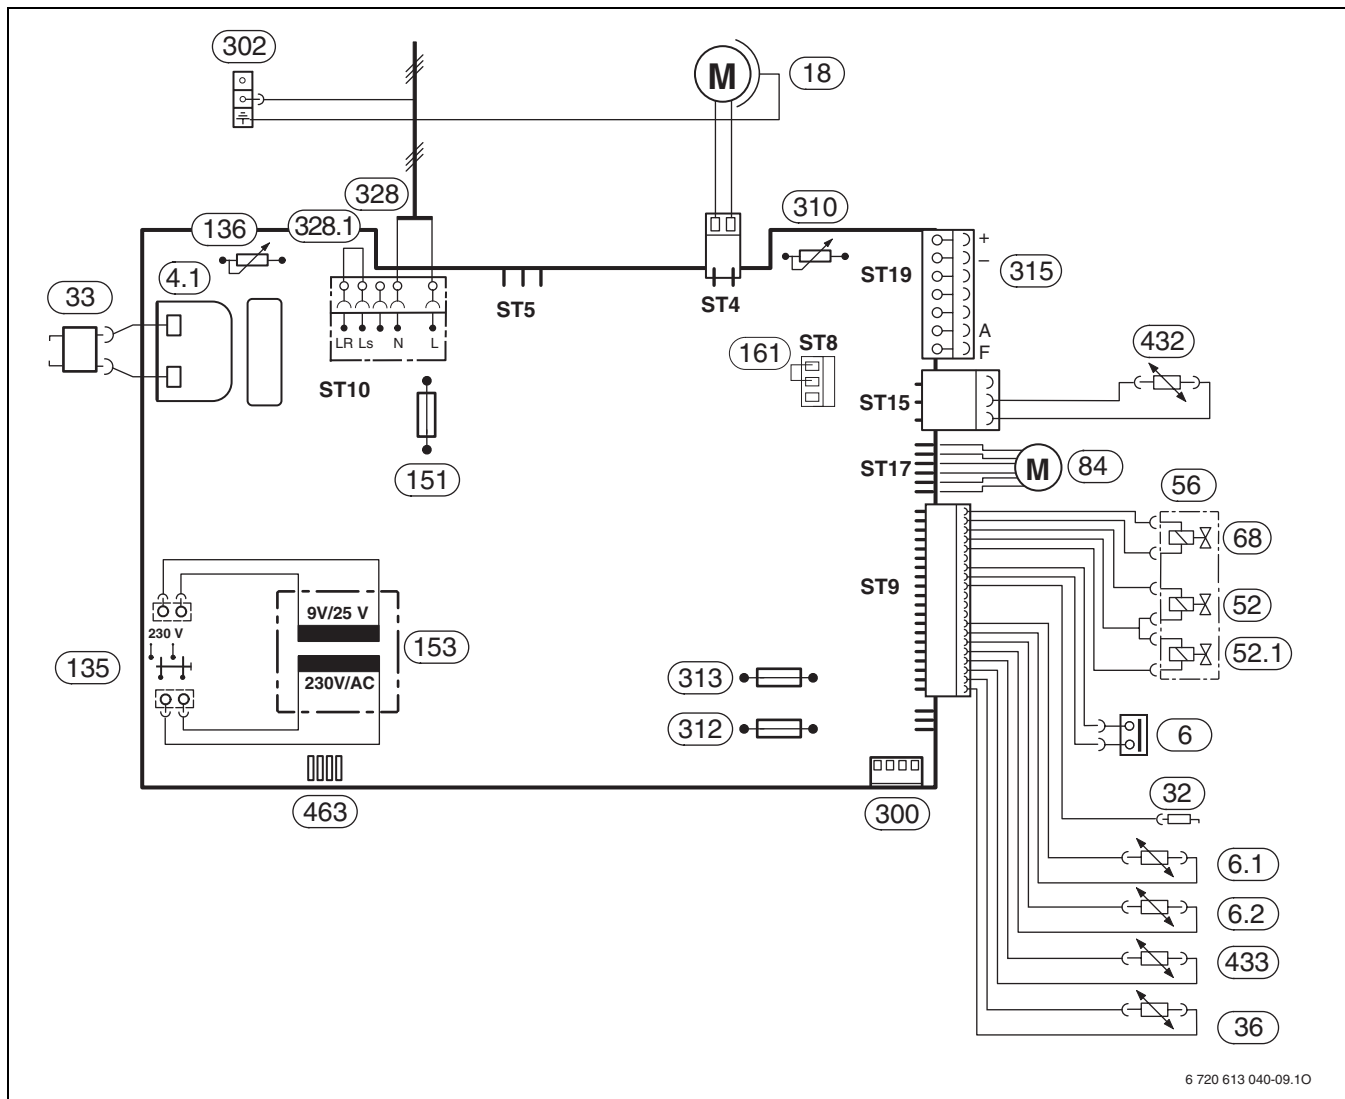 302
M
18
328
310
136
328.1
4.1
+
–
ST19
315
33
ST5
ST4
LR Ls N L
A
F
ST8
161
432
ST10
ST15
151
ST17
M
84
56
68
ST9
9V/25 V
52
230 V
153
135
52.1
230V/AC
313
312
6
463
300
32
6.1
6.2
433
36
6 720 613 040-09.1O